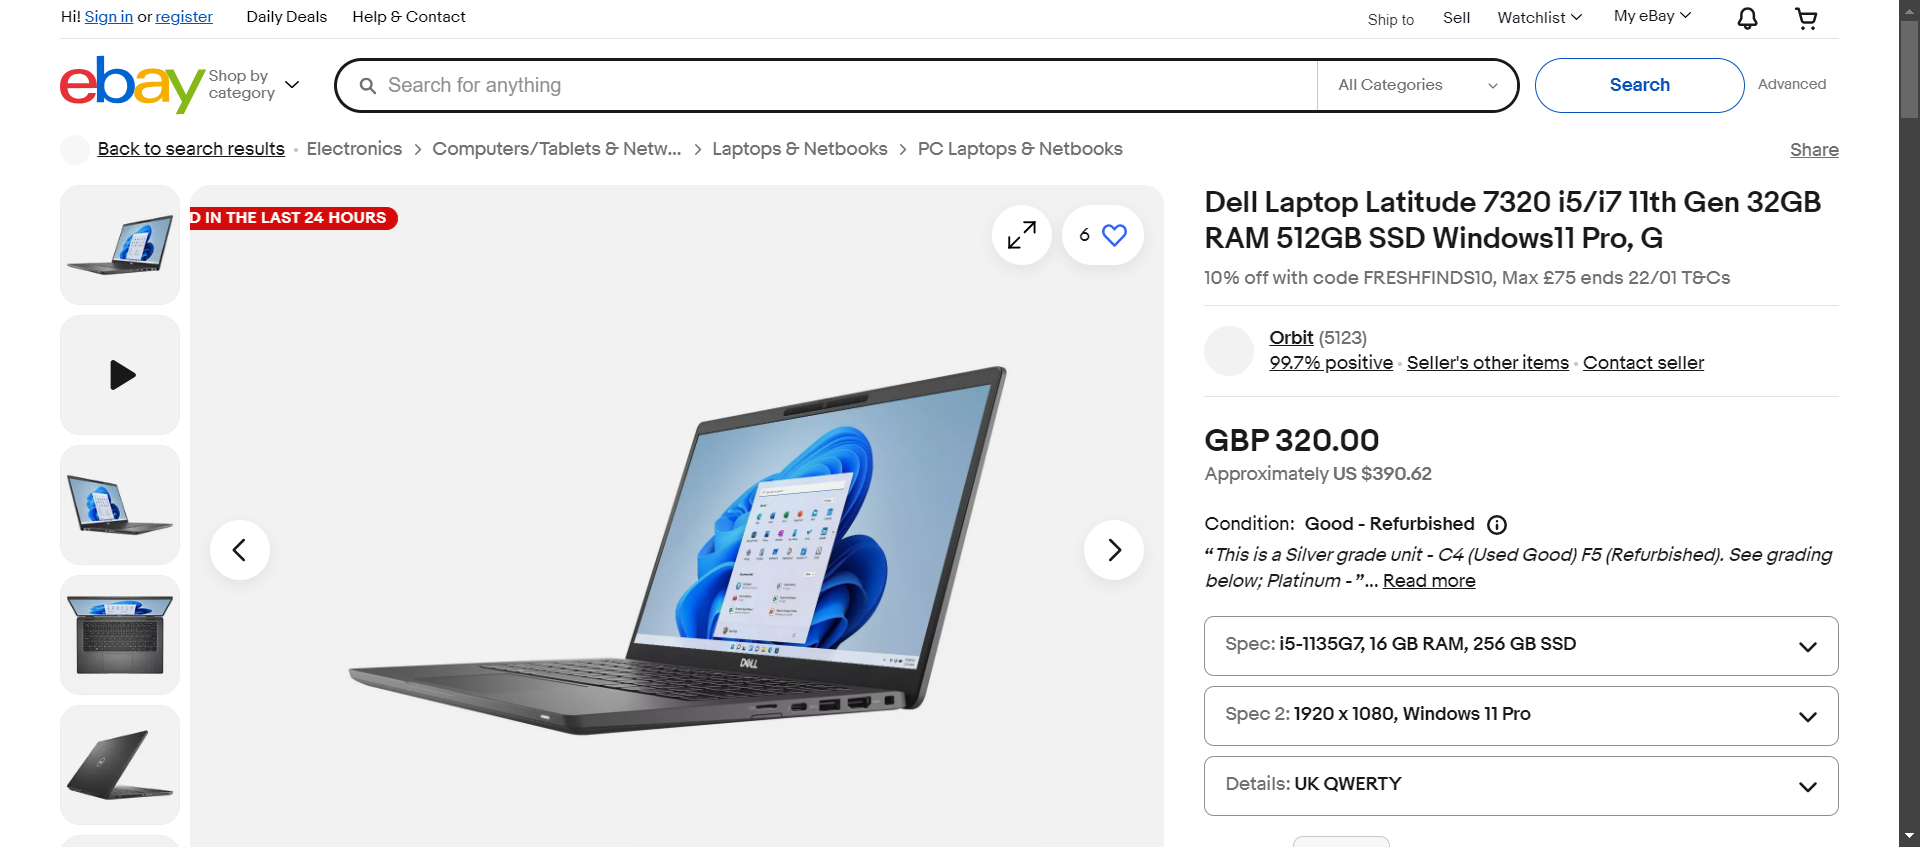 Hi! Sign in or register
Daily Deals
Help & Contact
Ship to
Sell
Watchlist
My eBay
ebay
Shop by
category
Search for anything
All Categories
Search
Advanced
Back to search results
Electronics
Computers/Tablets & Netw...
Laptops & Netbooks
PC Laptops & Netbooks
Share
D IN THE LAST 24 HOURS
6
DELL
Dell Laptop Latitude 7320 i5/i7 11th Gen 32GB
RAM 512GB SSD Windows11 Pro, G
10% off with code FRESHFINDS10, Max £75 ends 22/01 T&Cs
Orbit (5123)
99.7% positive · Seller's other items · Contact seller
GBP 320.00
Approximately US $390.62
Condition: Good - Refurbished
“This is a Silver grade unit - C4 (Used Good) F5 (Refurbished). See grading
below; Platinum -”... Read more
Spec: i5-1135G7, 16 GB RAM, 256 GB SSD
Spec 2: 1920 x 1080, Windows 11 Pro
Details: UK QWERTY